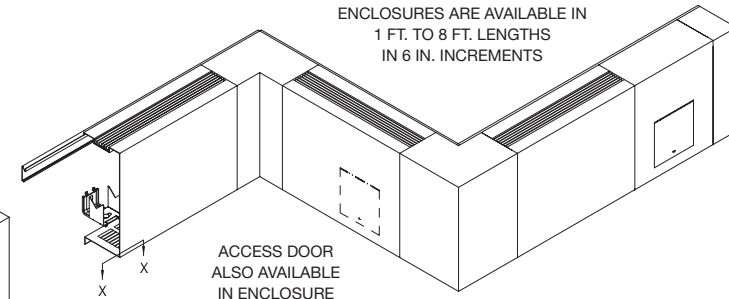 ENCLOSURES ARE AVAILABLE IN
1 FT. TO 8 FT. LENGTHS
IN 6 IN. INCREMENTS
X
X
ACCESS DOOR
ALSO AVAILABLE
IN ENCLOSURE